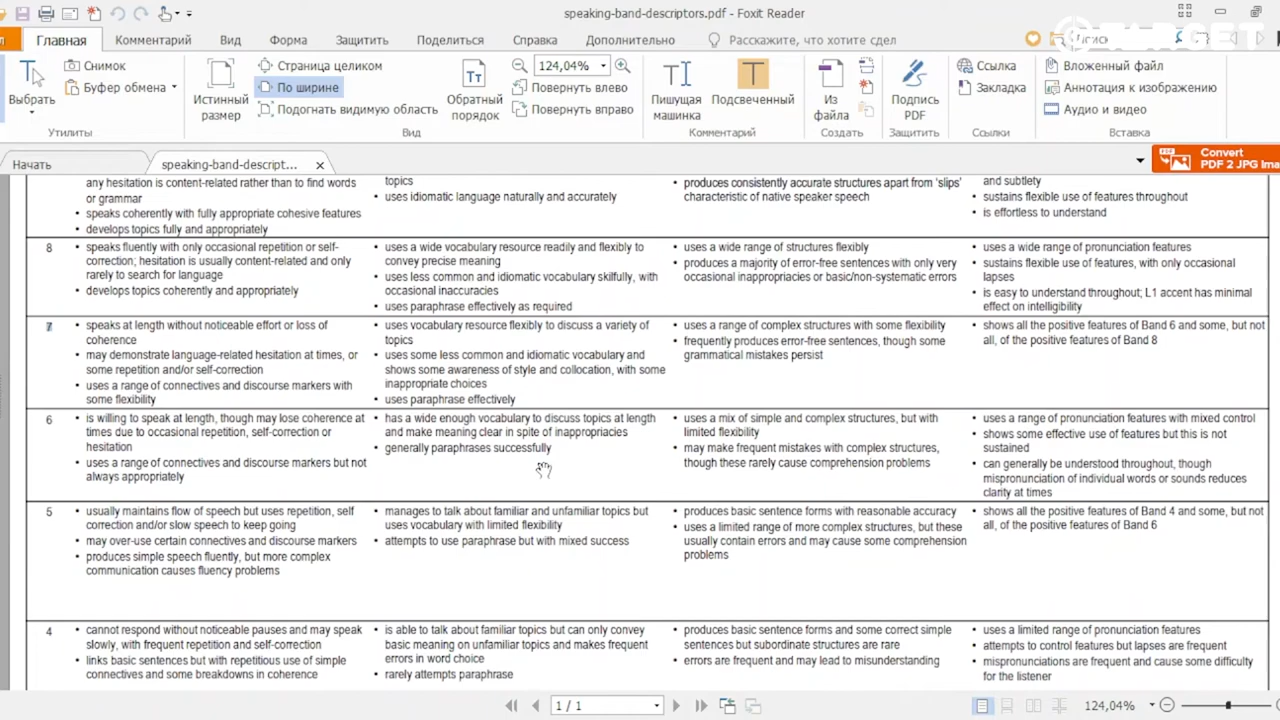 speaking-band-descriptors.pdf - Foxit Reader
Главная
Комментарий
Вид
Форма
Защитить
Поделиться
Справка
Дополнительно
Расскажите, что хотите сдел
TARGET
Выбрать
Снимок
Буфер обмена
Утилиты
Истинный
размер
Страница целиком
По ширине
Подогнать видимую область
Обратный
порядок
124,04%
Повернуть влево
Повернуть вправо
Вид
Пишущая
машинка
Подсвеченный
Комментарий
Из
файла
Создать
Подпись
PDF
Защитить
Ссылка
Закладка
Ссылки
Вложенный файл
Аннотация к изображению
Аудио и видео
Вставка
Начать
speaking-band-descript...
Convert
PDF 2 JPG Ima
any hesitation is content-related rather than to find words
or grammar
• speaks coherently with fully appropriate cohesive features
• develops topics fully and appropriately
topics
• uses idiomatic language naturally and accurately
• produces consistently accurate structures apart from ‘slips’
characteristic of native speaker speech
and subtlety
• sustains flexible use of features throughout
• is effortless to understand
8
• speaks fluently with only occasional repetition or self-
correction; hesitation is usually content-related and only
rarely to search for language
• develops topics coherently and appropriately
• uses a wide vocabulary resource readily and flexibly to
convey precise meaning
• uses less common and idiomatic vocabulary skilfully, with
occasional inaccuracies
• uses paraphrase effectively as required
• uses a wide range of structures flexibly
• produces a majority of error-free sentences with only very
occasional inappropriacies or basic/non-systematic errors
• uses a wide range of pronunciation features
• sustains flexible use of features, with only occasional
lapses
• is easy to understand throughout; L1 accent has minimal
effect on intelligibility
7
• speaks at length without noticeable effort or loss of
coherence
• may demonstrate language-related hesitation at times, or
some repetition and/or self-correction
• uses a range of connectives and discourse markers with
some flexibility
• uses vocabulary resource flexibly to discuss a variety of
topics
• uses some less common and idiomatic vocabulary and
shows some awareness of style and collocation, with some
inappropriate choices
• uses paraphrase effectively
• uses a range of complex structures with some flexibility
• frequently produces error-free sentences, though some
grammatical mistakes persist
• shows all the positive features of Band 6 and some, but not
all, of the positive features of Band 8
6
• is willing to speak at length, though may lose coherence at
times due to occasional repetition, self-correction or
hesitation
• uses a range of connectives and discourse markers but not
always appropriately
• has a wide enough vocabulary to discuss topics at length
and make meaning clear in spite of inappropriacies
• generally paraphrases successfully
• uses a mix of simple and complex structures, but with
limited flexibility
• may make frequent mistakes with complex structures,
though these rarely cause comprehension problems
• uses a range of pronunciation features with mixed control
• shows some effective use of features but this is not
sustained
• can generally be understood throughout, though
mispronunciation of individual words or sounds reduces
clarity at times
5
• usually maintains flow of speech but uses repetition, self
correction and/or slow speech to keep going
• may over-use certain connectives and discourse markers
• produces simple speech fluently, but more complex
communication causes fluency problems
• manages to talk about familiar and unfamiliar topics but
uses vocabulary with limited flexibility
• attempts to use paraphrase but with mixed success
• produces basic sentence forms with reasonable accuracy
• uses a limited range of more complex structures, but these
usually contain errors and may cause some comprehension
problems
• shows all the positive features of Band 4 and some, but not
all, of the positive features of Band 6
4
• cannot respond without noticeable pauses and may speak
slowly, with frequent repetition and self-correction
• links basic sentences but with repetitious use of simple
connectives and some breakdowns in coherence
• is able to talk about familiar topics but can only convey
basic meaning on unfamiliar topics and makes frequent
errors in word choice
• rarely attempts paraphrase
• produces basic sentence forms and some correct simple
sentences but subordinate structures are rare
• errors are frequent and may lead to misunderstanding
• uses a limited range of pronunciation features
• attempts to control features but lapses are frequent
• mispronunciations are frequent and cause some difficulty
for the listener
1 / 1
124,04%